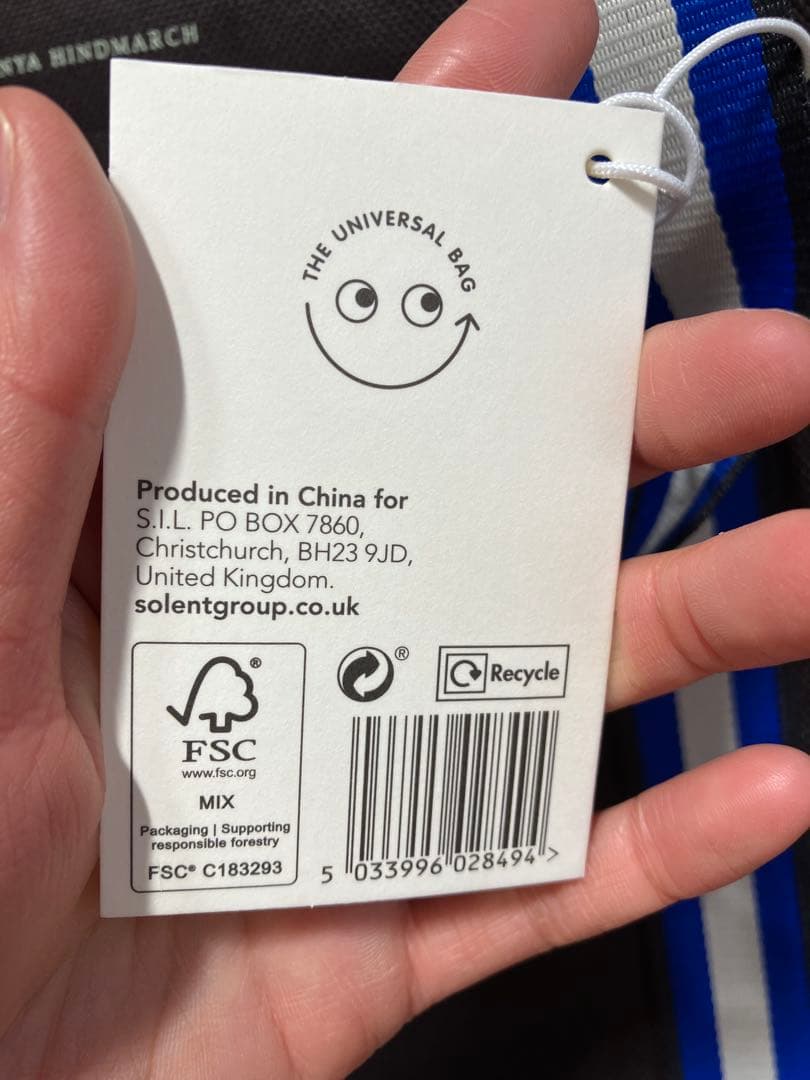 NYA HINDMARCH
THE UNIVERSAL BAG
Produced in China for
S.I.L. PO BOX 7860,
Christchurch, BH23 9JD,
United Kingdom.
solentgroup.co.uk
®
FSC
www.fsc.org
MIX
Packaging | Supporting
responsible forestry
FSC® C183293
®
Recycle
5 033996 028494 >